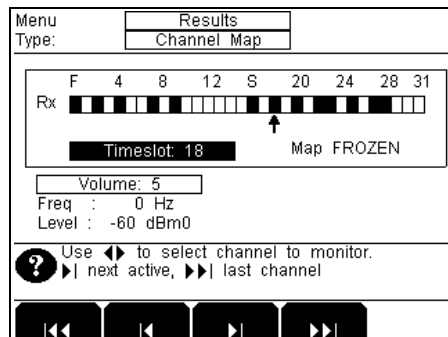 Menu Results
Type: Channel Map
F 4 8 12 S 20 24 28 31
Rx
Timeslot: 18 Map FROZEN
Volume: 5
Freq : 0 Hz
Level : -60 dBm0
? Use ◀▶ to select channel to monitor.
▶| next active, ▶▶| last channel
|◀◀ |◀ ▶| ▶▶|